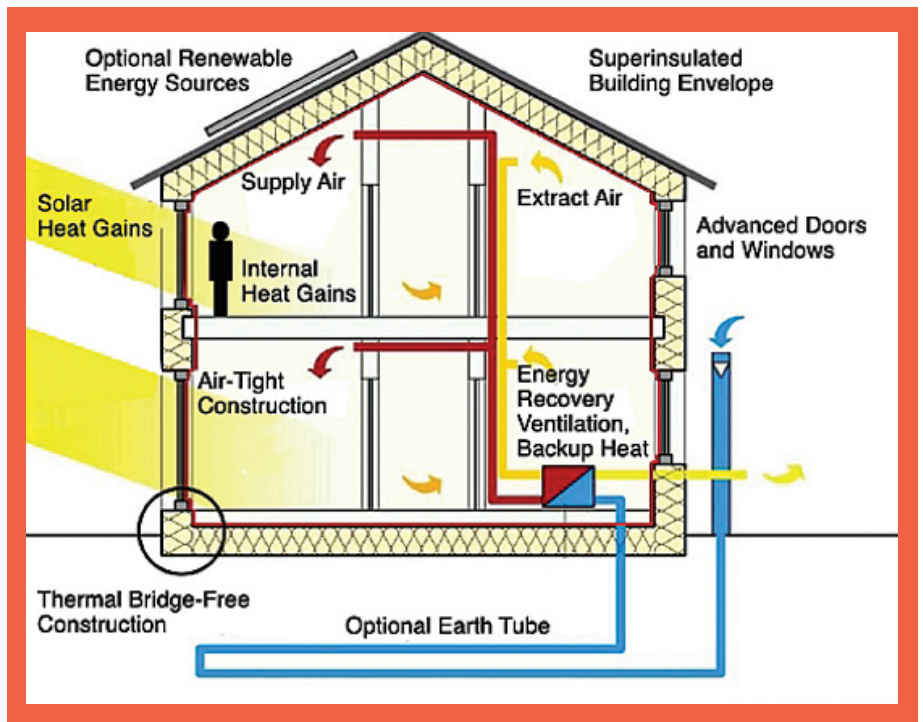 Optional Renewable
Energy Sources
Superinsulated
Building Envelope
Supply Air
Extract Air
Solar
Heat Gains
Advanced Doors
and Windows
Internal
Heat Gains
Air-Tight
Construction
Energy
Recovery
Ventilation,
Backup Heat
Thermal Bridge-Free
Construction
Optional Earth Tube